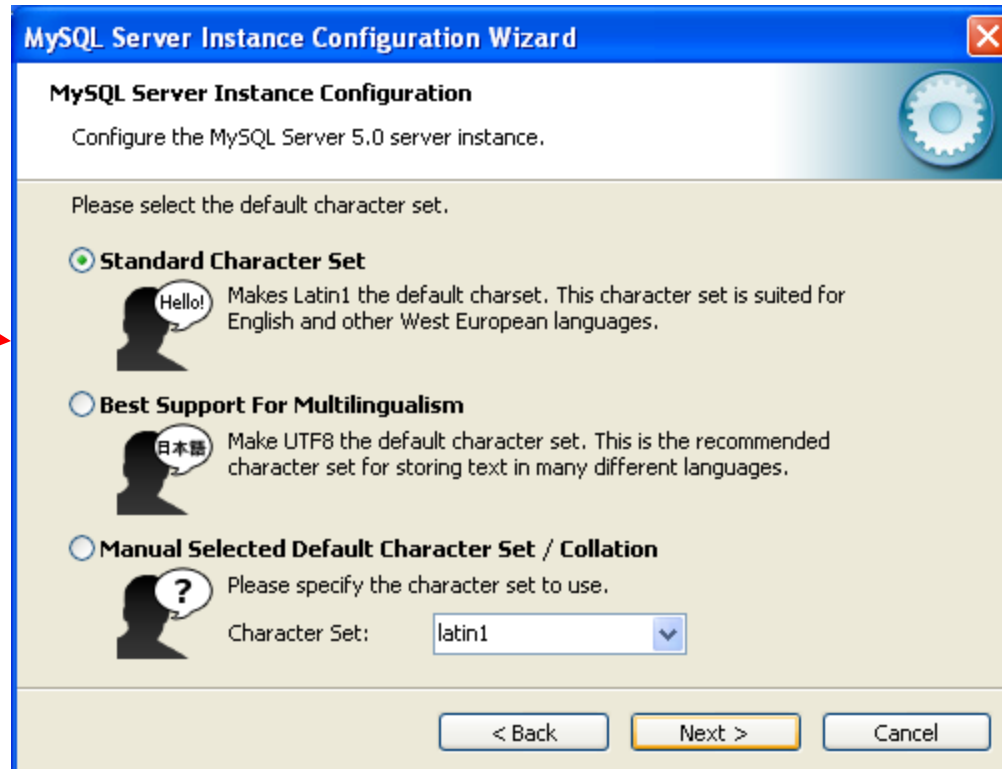 MySQL Server Instance Configuration Wizard
MySQL Server Instance Configuration
Configure the MySQL Server 5.0 server instance.
Please select the default character set.
Standard Character Set
Hello!
Makes Latin1 the default charset. This character set is suited for
English and other West European languages.
Best Support For Multilingualism
日本語
Make UTF8 the default character set. This is the recommended
character set for storing text in many different languages.
Manual Selected Default Character Set / Collation
?
Please specify the character set to use.
Character Set: latin1
< Back Next > Cancel